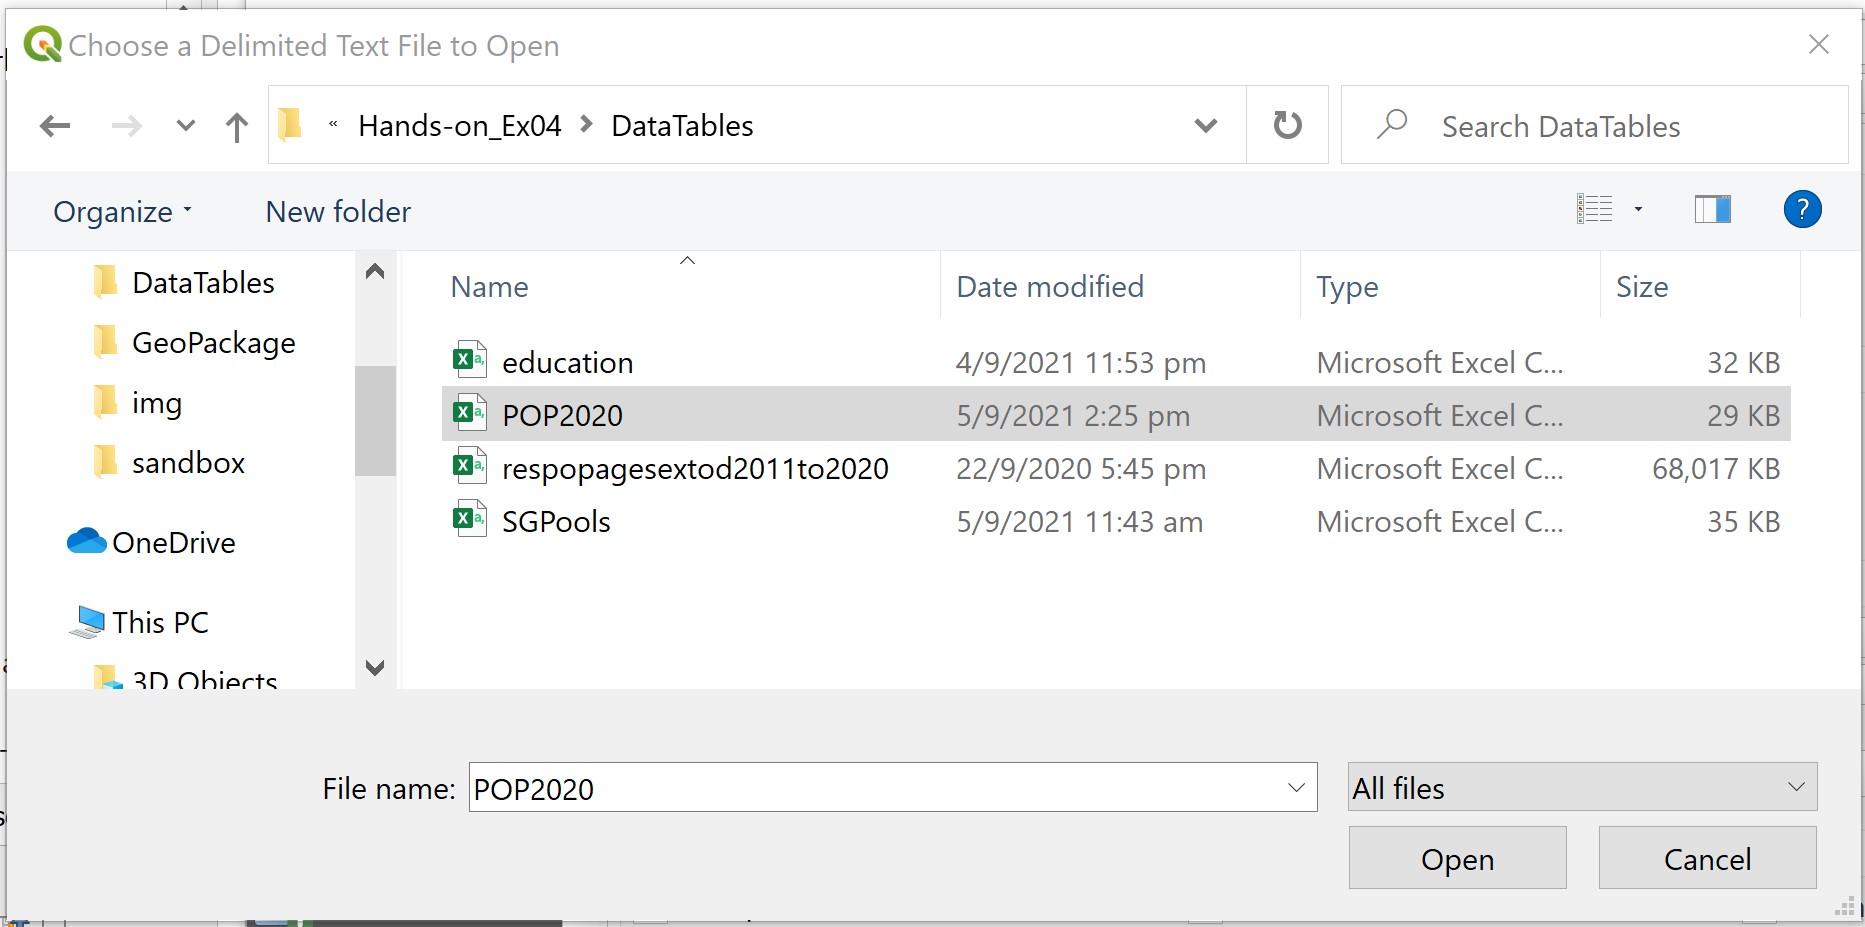 Choose a Delimited Text File to Open
« Hands-on_Ex04 > DataTables
Search DataTables
Organize
New folder
?
DataTables
GeoPackage
img
sandbox
OneDrive
This PC
3D Objects
Name Date modified Type Size
education 4/9/2021 11:53 pm Microsoft Excel C... 32 KB
POP2020 5/9/2021 2:25 pm Microsoft Excel C... 29 KB
respopagesextod2011to2020 22/9/2020 5:45 pm Microsoft Excel C... 68,017 KB
SGPools 5/9/2021 11:43 am Microsoft Excel C... 35 KB
File name: POP2020
All files
Open
Cancel